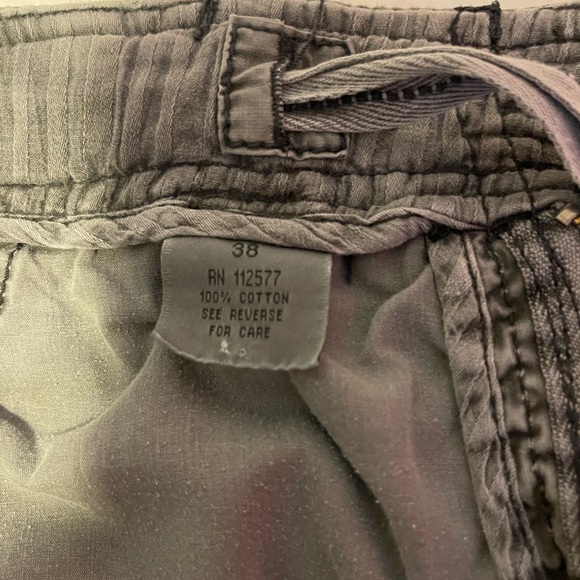 38
RN 112577
100% COTTON
SEE REVERSE
FOR CARE